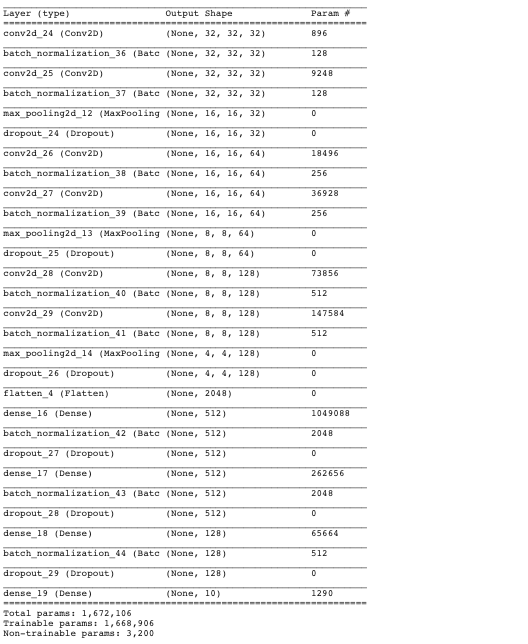 Layer (type) Output Shape Param #
conv2d_24 (Conv2D) (None, 32, 32, 32) 896
batch_normalization_36 (Batc (None, 32, 32, 32) 128
conv2d_25 (Conv2D) (None, 32, 32, 32) 9248
batch_normalization_37 (Batc (None, 32, 32, 32) 128
max_pooling2d_12 (MaxPooling (None, 16, 16, 32) 0
dropout_24 (Dropout) (None, 16, 16, 32) 0
conv2d_26 (Conv2D) (None, 16, 16, 64) 18496
batch_normalization_38 (Batc (None, 16, 16, 64) 256
conv2d_27 (Conv2D) (None, 16, 16, 64) 36928
batch_normalization_39 (Batc (None, 16, 16, 64) 256
max_pooling2d_13 (MaxPooling (None, 8, 8, 64) 0
dropout_25 (Dropout) (None, 8, 8, 64) 0
conv2d_28 (Conv2D) (None, 8, 8, 128) 73856
batch_normalization_40 (Batc (None, 8, 8, 128) 512
conv2d_29 (Conv2D) (None, 8, 8, 128) 147584
batch_normalization_41 (Batc (None, 8, 8, 128) 512
max_pooling2d_14 (MaxPooling (None, 4, 4, 128) 0
dropout_26 (Dropout) (None, 4, 4, 128) 0
flatten_4 (Flatten) (None, 2048) 0
dense_16 (Dense) (None, 512) 1049088
batch_normalization_42 (Batc (None, 512) 2048
dropout_27 (Dropout) (None, 512) 0
dense_17 (Dense) (None, 512) 262656
batch_normalization_43 (Batc (None, 512) 2048
dropout_28 (Dropout) (None, 512) 0
dense_18 (Dense) (None, 128) 65664
batch_normalization_44 (Batc (None, 128) 512
dropout_29 (Dropout) (None, 128) 0
dense_19 (Dense) (None, 10) 1290
Total params: 1,672,106
Trainable params: 1,668,906
Non-trainable params: 3,200